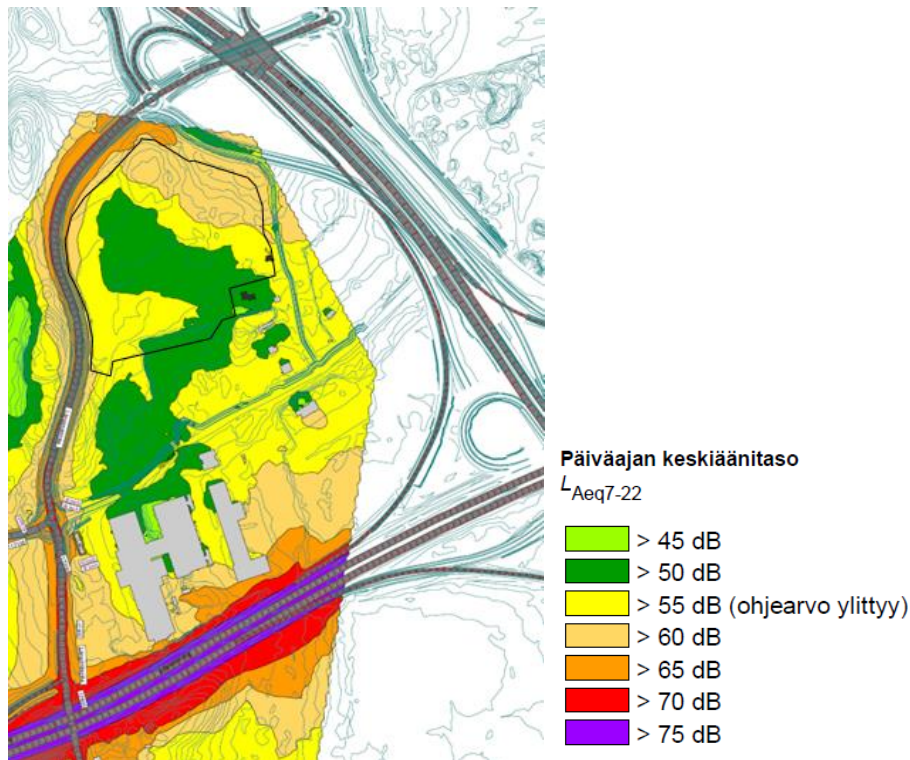 Päiväajan keskiäänitaso
LAeq7-22
> 45 dB
> 50 dB
> 55 dB (ohjearvo ylittyy)
> 60 dB
> 65 dB
> 70 dB
> 75 dB